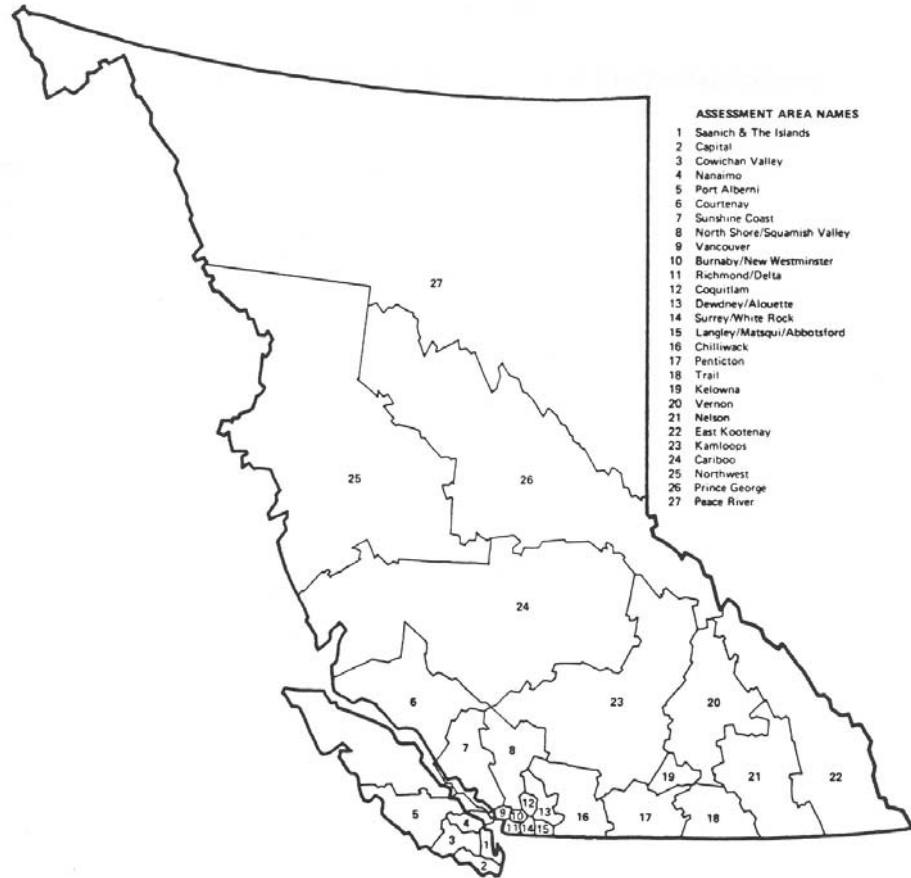 ASSESSMENT AREA NAMES
1 Saanich & The Islands
2 Capital
3 Cowichan Valley
4 Nanaimo
5 Port Alberni
6 Courtenay
7 Sunshine Coast
8 North Shore/Squamish Valley
9 Vancouver
10 Burnaby/New Westminster
11 Richmond/Delta
12 Coquitlam
13 Dewdney/Alouette
14 Surrey/White Rock
15 Langley/Matsqui/Abbotsford
16 Chilliwack
17 Penticton
18 Trail
19 Kelowna
20 Vernon
21 Nelson
22 East Kootenay
23 Kamloops
24 Cariboo
25 Northwest
26 Prince George
27 Peace River
27
25
26
24
6
23
20
7
8
19
21
22
12
13
9
10
16
17
18
5
4
11
14
15
3
1
2